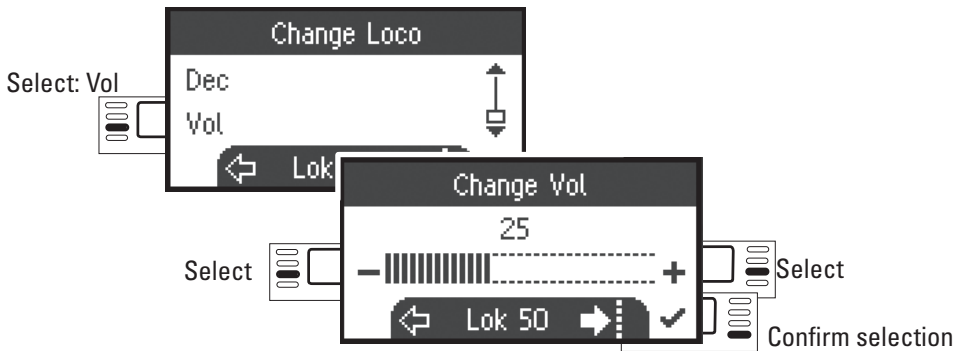 Change Loco
Select: Vol
Dec
Vol
Lok
Change Vol
25
Select
− +
Select
Lok 50
Confirm selection